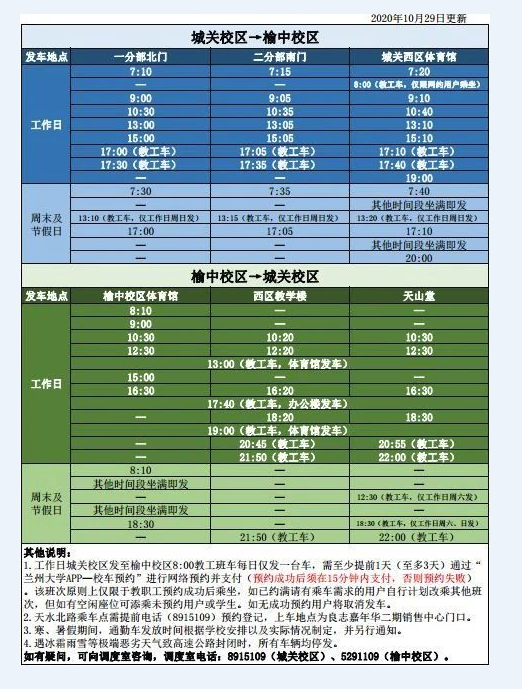 2020年10月29日更新
城关校区→榆中校区
发车地点 一分部北门 二分部南门 城关西区体育馆
7:10 7:15 7:20
— — 8:00（教工车，仅限网约用户乘坐）
9:00 9:05 9:10
10:30 10:35 10:40
工作日 13:00 13:05 13:10
15:00 15:05 15:10
17:00（教工车） 17:05（教工车） 17:10（教工车）
17:30（教工车） 17:35（教工车） 17:40（教工车）
— — 19:00
7:30 7:35 7:40
— — 其他时间段坐满即发
周末及节假日 13:10（教工车，仅工作日周日发） 13:15（教工车，仅工作日周日发） 13:20（教工车，仅工作日周日发）
17:00 17:05 17:10
— — 其他时间段坐满即发
— — 20:00
榆中校区→城关校区
发车地点 榆中校区体育馆 西区教学楼 天山堂
8:10 — —
9:00 — —
10:30 10:20 10:30
12:30 12:20 12:30
13:00（教工车，体育馆发车）
工作日 15:00 — —
16:30 16:20 16:30
17:40（教工车，办公楼发车）
— 18:20 18:30
19:00（教工车，体育馆发车）
— 20:45（教工车） 20:55（教工车）
— 21:50（教工车） 22:00（教工车）
8:10 — —
其他时间段坐满即发 — —
周末及节假日 — — 12:30（教工车，仅工作日周六发）
其他时间段坐满即发 — —
18:30 — 18:30（教工车，仅工作日周六、日发）
— 21:50（教工车） 22:00（教工车）
其他说明：
1.工作日城关校区发至榆中校区8:00教工班车每日仅发一台车，需至少提前1天（至多3天）通过“
兰州大学APP—校车预约”进行网络预约并支付（预约成功后须在15分钟内支付，否则预约失败）
。该班次原则上仅限于教职工预约成功后乘坐，如已约满请有乘车需求的用户自行计划改乘其他班
次，但如有空闲座位可添乘未预约用户或学生。如无成功预约用户将取消发车。
2.天水北路乘车点需提前电话（8915109）预约登记，上车地点为良志嘉年华二期销售中心门口。
3.寒、暑假期间，通勤车发放时间根据学校安排以及实际情况制定，并另行通知。
4.遇冰霜雨雪等极端恶劣天气致高速公路封闭时，所有车辆均停发。
如有疑问，可向调度室咨询，调度室电话：8915109（城关校区）、5291109（榆中校区）。